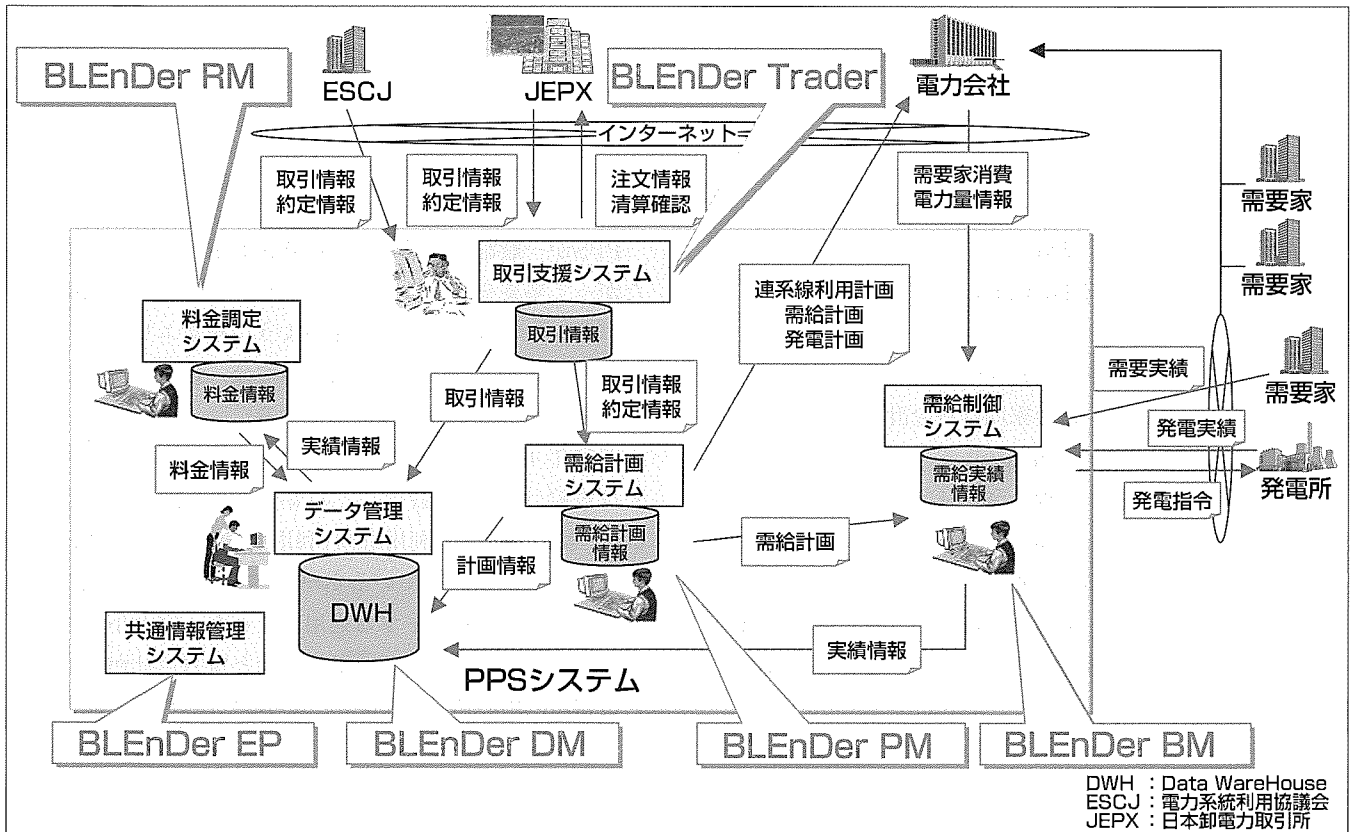 BLEnDer RM
ESCJ
JEPX
BLEnDer Trader
電力会社
インターネット
取引情報
約定情報
取引情報
約定情報
注文情報
清算確認
需要家消費
電力量情報
需要家
需要家
需要家
取引支援システム
取引情報
連系線利用計画
需給計画
発電計画
料金調定
システム
料金情報
取引情報
取引情報
約定情報
需給制御
システム
需給実績
情報
需要実績
発電実績
発電指令
発電所
実績情報
料金情報
データ管理
システム
DWH
需給計画
システム
需給計画
情報
計画情報
需給計画
共通情報管理
システム
実績情報
PPSシステム
BLEnDer EP
BLEnDer DM
BLEnDer PM
BLEnDer BM
DWH :Data WareHouse
ESCJ :電力系統利用協議会
JEPX :日本卸電力取引所